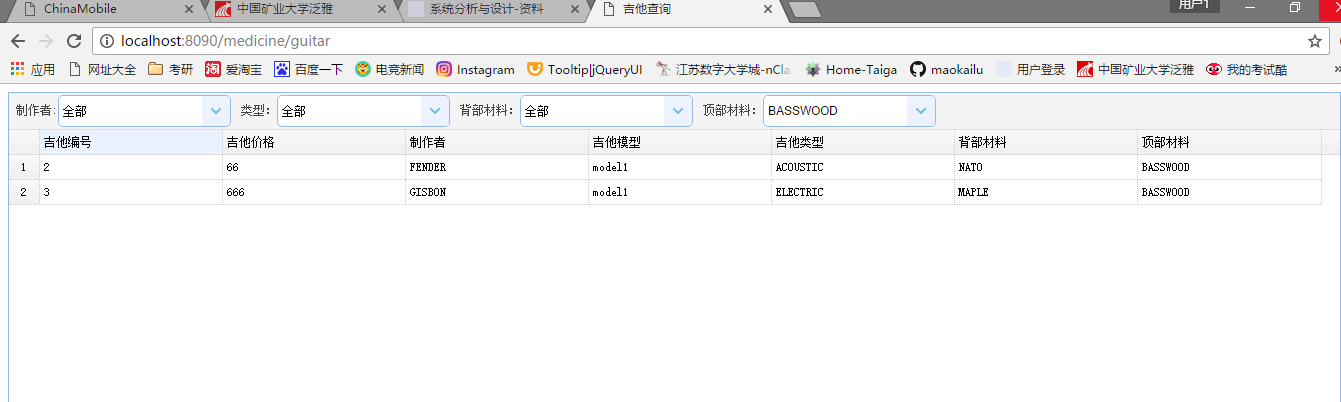 ChinaMobile 中国矿业大学泛雅 系统分析与设计-资料 吉他查询 用户1
localhost:8090/medicine/guitar
应用 网址大全 考研 淘 爱淘宝 百度一下 电竞新闻 Instagram Tooltip|jQueryUI 江苏数字大学城-nCla Home-Taiga maokailu 用户登录 中国矿业大学泛雅 我的考试酷 »
制作者: 全部 类型: 全部 背部材料: 全部 顶部材料: BASSWOOD
吉他编号 吉他价格 制作者 吉他模型 吉他类型 背部材料 顶部材料
1 2 66 FENDER model1 ACOUSTIC NATO BASSWOOD
2 3 666 GISBON model1 ELECTRIC MAPLE BASSWOOD